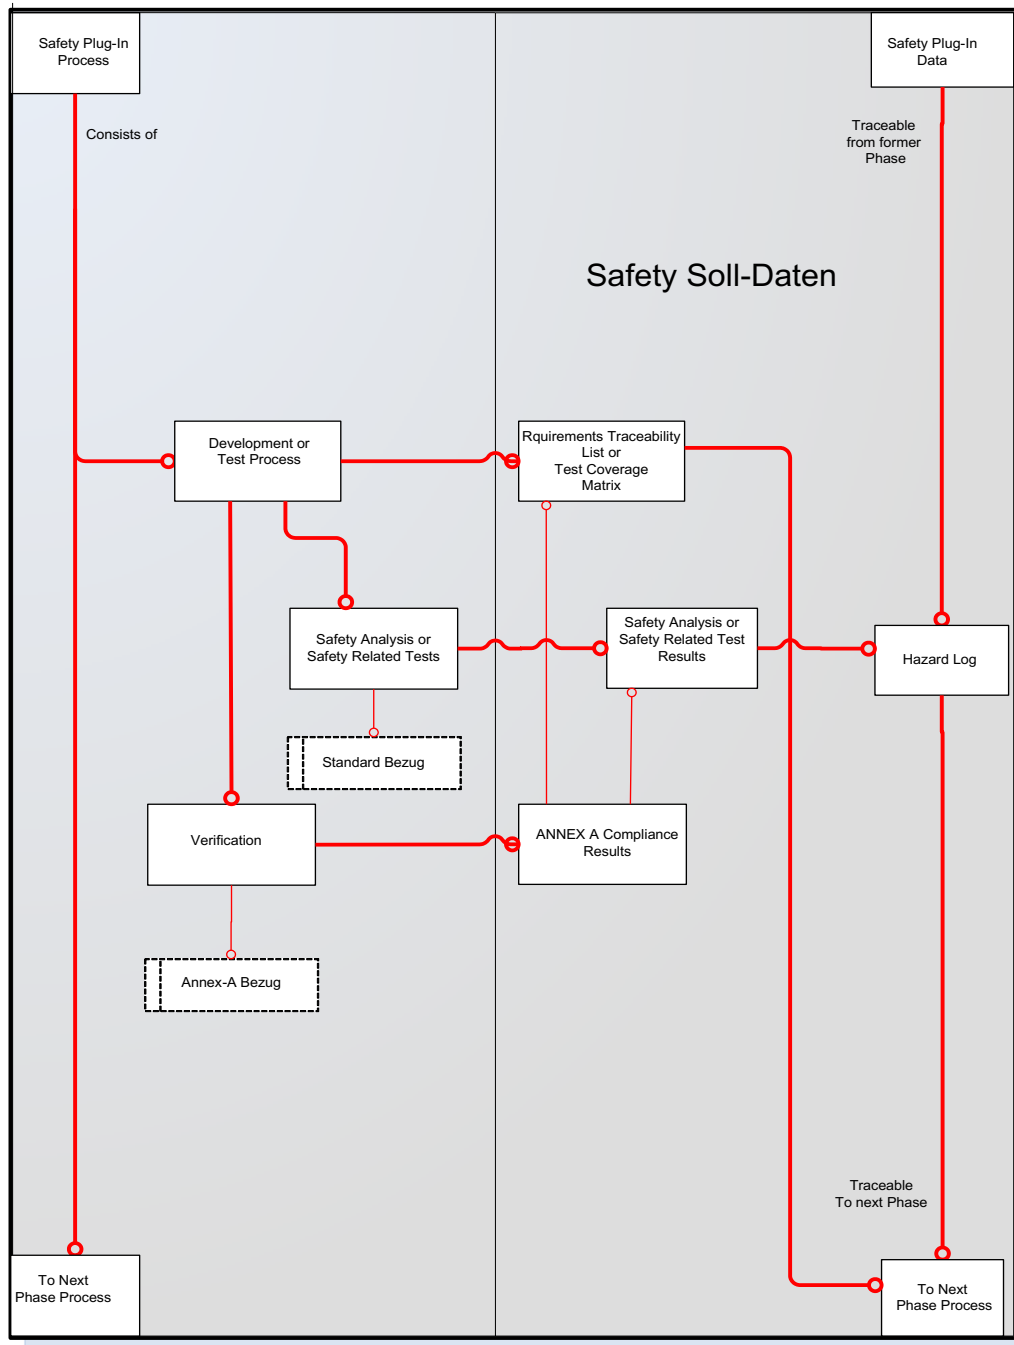 Safety Plug-In
Process
Safety Plug-In
Data
Consists of
Traceable
from former
Phase
Safety Soll-Daten
Development or
Test Process
Rquirements Traceability
List or
Test Coverage
Matrix
Safety Analysis or
Safety Related Tests
Safety Analysis or
Safety Related Test
Results
Hazard Log
Standard Bezug
Verification
ANNEX A Compliance
Results
Annex-A Bezug
Traceable
To next Phase
To Next
Phase Process
To Next
Phase Process